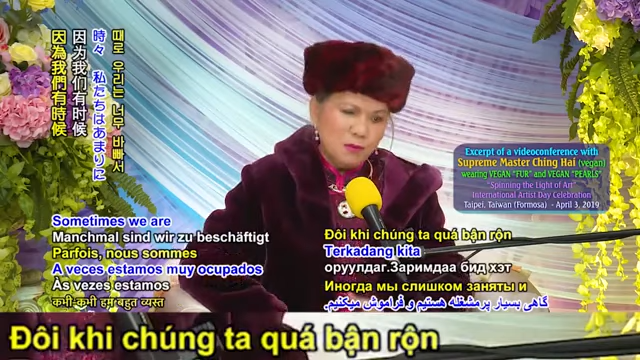 때로 우리는 너무 바빠서
時々 私たちはあまりに
因为我们有时候
因為我們有時候
Excerpt of a videoconference with
Supreme Master Ching Hai (vegan)
wearing VEGAN “FUR” and VEGAN “PEARLS”
“Spinning the Light of Art”
International Artist Day Celebration
Taipei, Taiwan (Formosa) - April 3, 2019
Sometimes we are
Manchmal sind wir zu beschäftigt
Parfois, nous sommes
A veces estamos muy ocupados
Às vezes estamos
कभी-कभी हम बहुत व्यस्त
Đôi khi chúng ta quá bận rộn
Terkadang kita
оруулдаг.Заримдаа бид хэт
Иногда мы слишком заняты и
گاهی بسیار پرمشغله هستیم و فراموش میکنیم,
Đôi khi chúng ta quá bận rộn